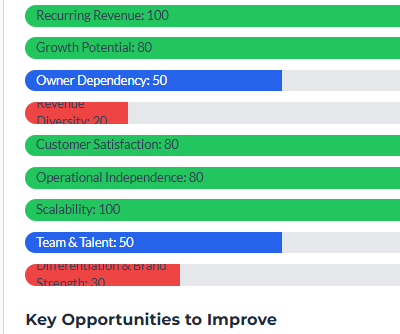 Recurring Revenue: 100
Growth Potential: 80
Owner Dependency: 50
Revenue
Diversity: 20
Customer Satisfaction: 80
Operational Independence: 80
Scalability: 100
Team & Talent: 50
Differentiation & Brand
Strength: 30
Key Opportunities to Improve